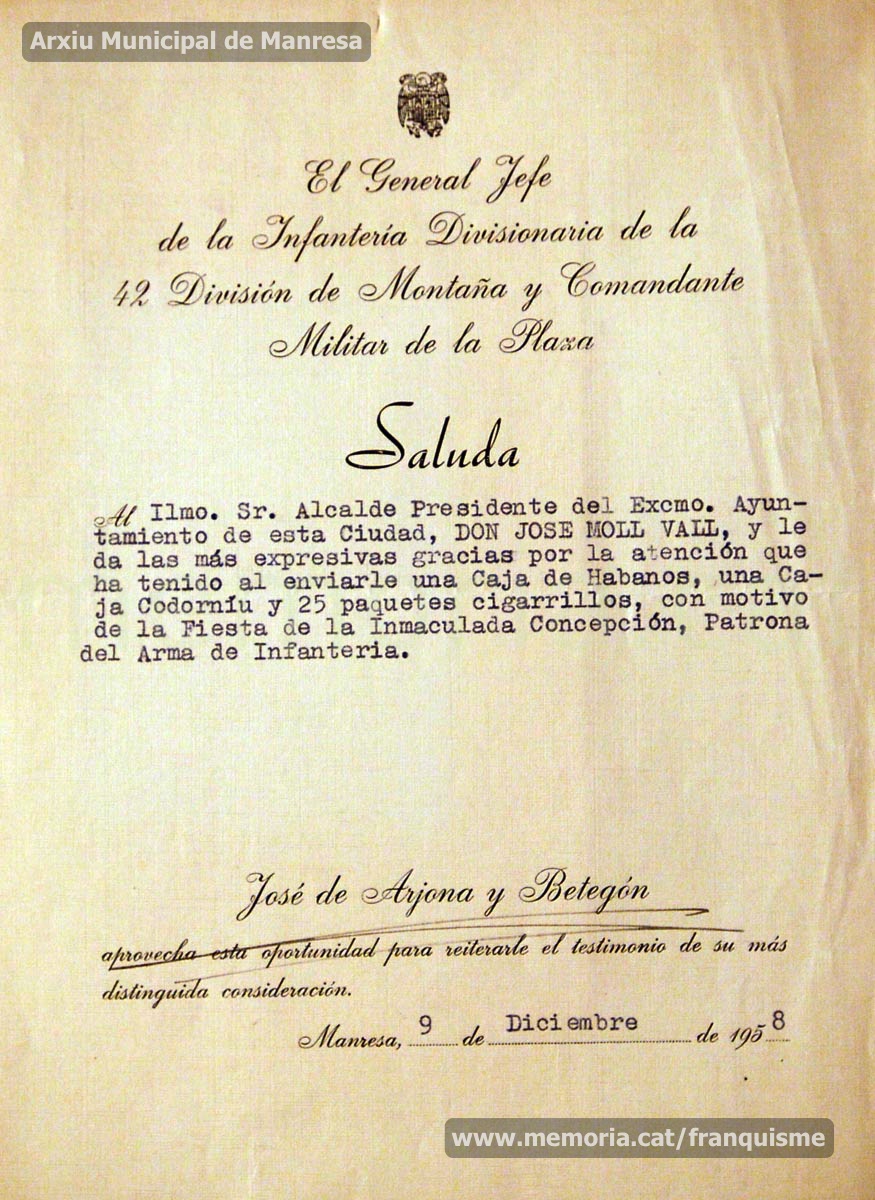 Arxiu Municipal de Manresa
El General Jefe
de la Infantería Divisionaria de la
42 División de Montaña y Comandante
Militar de la Plaza
Saluda
Al Ilmo. Sr. Alcalde Presidente del Excmo. Ayun-
tamiento de esta Ciudad, DON JOSE MOLL VALL, y le
da las más expresivas gracias por la atención que
ha tenido al enviarle una Caja de Habanos, una Ca-
ja Codorníu y 25 paquetes cigarrillos, con motivo
de la Fiesta de la Inmaculada Concepción, Patrona
del Arma de Infanteria.
José de Arjona y Betegón
aprovecha esta oportunidad para reiterarle el testimonio de su más
distinguida consideración.
Manresa, 9 de Diciembre de 1958
www.memoria.cat/franquisme